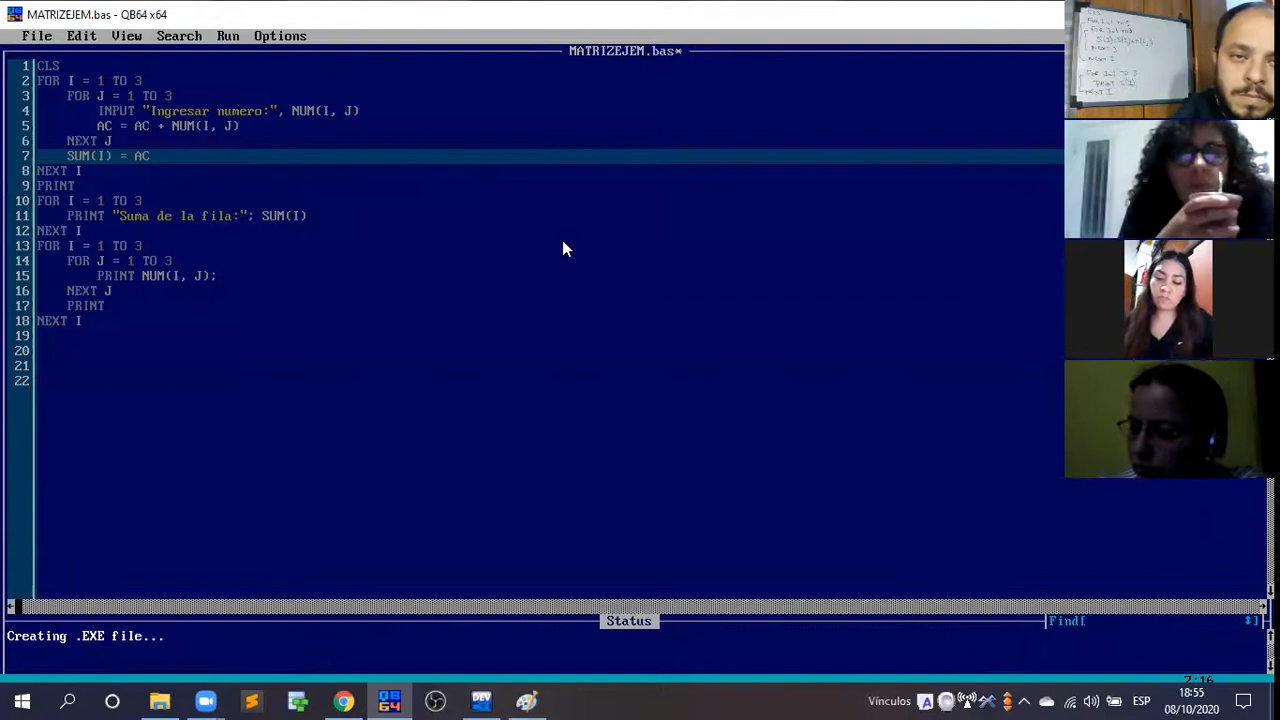 MATRIZEJEM.bas - QB64 x64
File Edit View Search Run Options
MATRIZEJEM.bas*
1 CLS
2 FOR I = 1 TO 3
3 FOR J = 1 TO 3
4 INPUT "Ingresar numero:", NUM(I, J)
5 AC = AC + NUM(I, J)
6 NEXT J
7 SUM(I) = AC
8 NEXT I
9 PRINT
10 FOR I = 1 TO 3
11 PRINT "Suma de la fila:"; SUM(I)
12 NEXT I
13 FOR I = 1 TO 3
14 FOR J = 1 TO 3
15 PRINT NUM(I, J);
16 NEXT J
17 PRINT
18 NEXT I
19
20
21
22
CLS
Status
Find[
Creating .EXE file...
7:16
Vínculos
ESP
18:55
08/10/2020